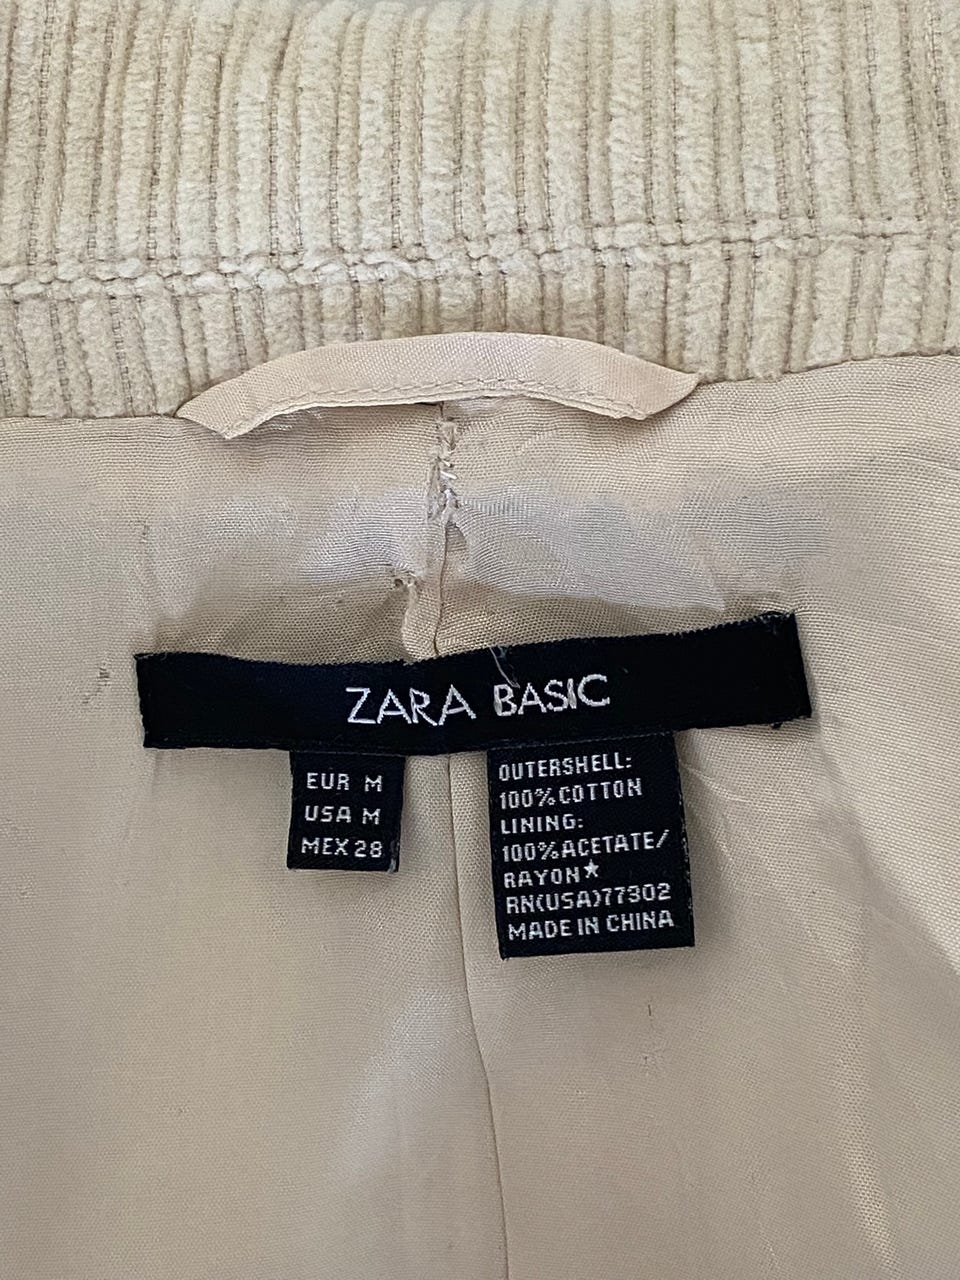 ZARA BASIC
EUR M
USA M
MEX 28
OUTERSHELL:
100% COTTON
LINING:
100% ACETATE/
RAYON★
RN(USA)77302
MADE IN CHINA